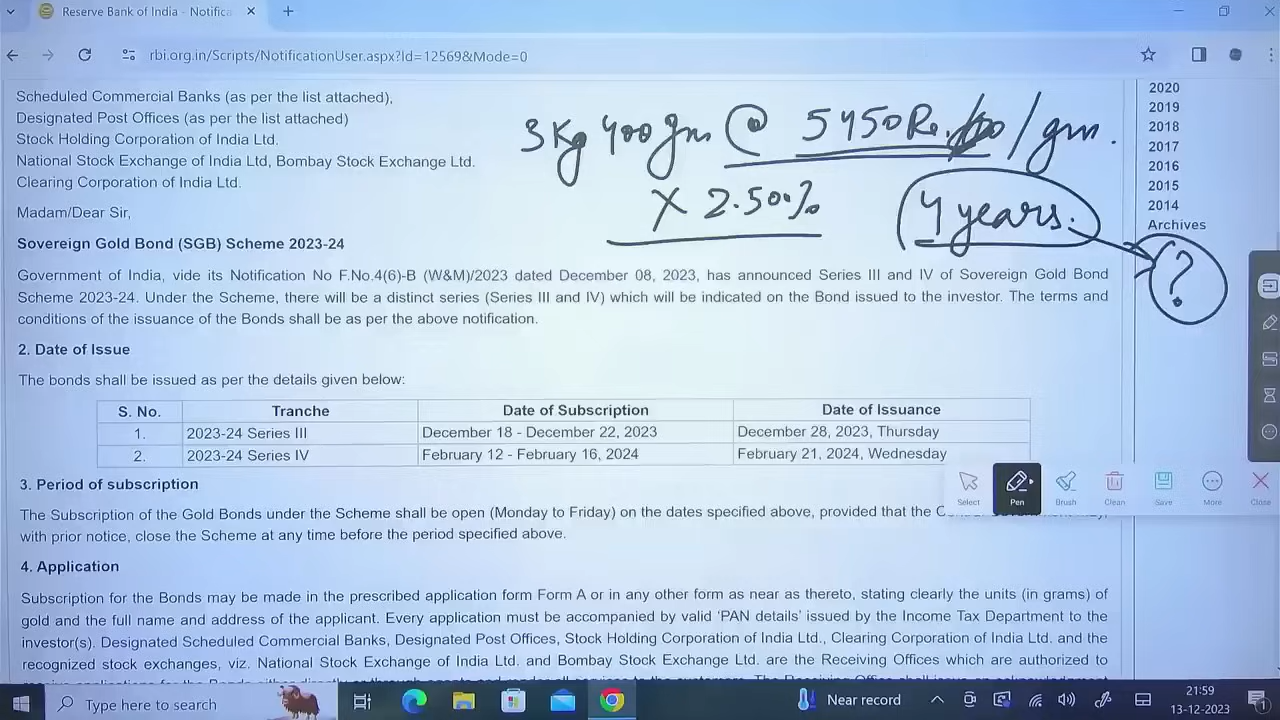 Reserve Bank of India - Notifica
rbi.org.in/Scripts/NotificationUser.aspx?Id=12569&Mode=0
Scheduled Commercial Banks (as per the list attached),
Designated Post Offices (as per the list attached)
Stock Holding Corporation of India Ltd.
National Stock Exchange of India Ltd, Bombay Stock Exchange Ltd.
Clearing Corporation of India Ltd.
3 Kg 400 gm @ 5450 Rs. /gm.
X 2.50%
4 years.
?
2020
2019
2018
2017
2016
2015
2014
Archives
Madam/Dear Sir,
Sovereign Gold Bond (SGB) Scheme 2023-24
Government of India, vide its Notification No F.No.4(6)-B (W&M)/2023 dated December 08, 2023, has announced Series III and IV of Sovereign Gold Bond
Scheme 2023-24. Under the Scheme, there will be a distinct series (Series III and IV) which will be indicated on the Bond issued to the investor. The terms and
conditions of the issuance of the Bonds shall be as per the above notification.
2. Date of Issue
The bonds shall be issued as per the details given below:
S. No. Tranche Date of Subscription Date of Issuance
1. 2023-24 Series III December 18 - December 22, 2023 December 28, 2023, Thursday
2. 2023-24 Series IV February 12 - February 16, 2024 February 21, 2024, Wednesday
3. Period of subscription
The Subscription of the Gold Bonds under the Scheme shall be open (Monday to Friday) on the dates specified above, provided that the
with prior notice, close the Scheme at any time before the period specified above.
Select Pen Brush Clean Save More Close
4. Application
Subscription for the Bonds may be made in the prescribed application form Form A or in any other form as near as thereto, stating clearly the units (in grams) of
gold and the full name and address of the applicant. Every application must be accompanied by valid ‘PAN details’ issued by the Income Tax Department to the
investor(s). Designated Scheduled Commercial Banks, Designated Post Offices, Stock Holding Corporation of India Ltd., Clearing Corporation of India Ltd. and the
recognized stock exchanges, viz. National Stock Exchange of India Ltd. and Bombay Stock Exchange Ltd. are the Receiving Offices which are authorized to
Type here to search
Near record
21:59
13-12-2023
1